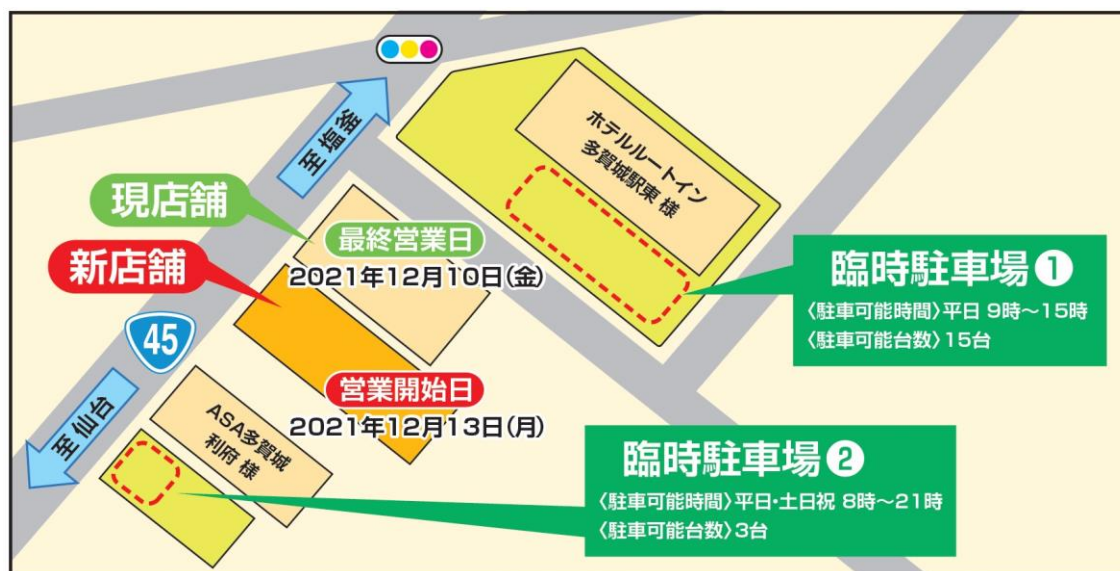 至塩釜
ホテルルートイン
多賀城駅東 様
現店舗
最終営業日
2021年12月10日(金)
新店舗
臨時駐車場❶
〈駐車可能時間〉平日 9時～15時
〈駐車可能台数〉15台
45
営業開始日
2021年12月13日(月)
至仙台
ASA多賀城
利府 様
臨時駐車場❷
〈駐車可能時間〉平日・土日祝 8時～21時
〈駐車可能台数〉3台